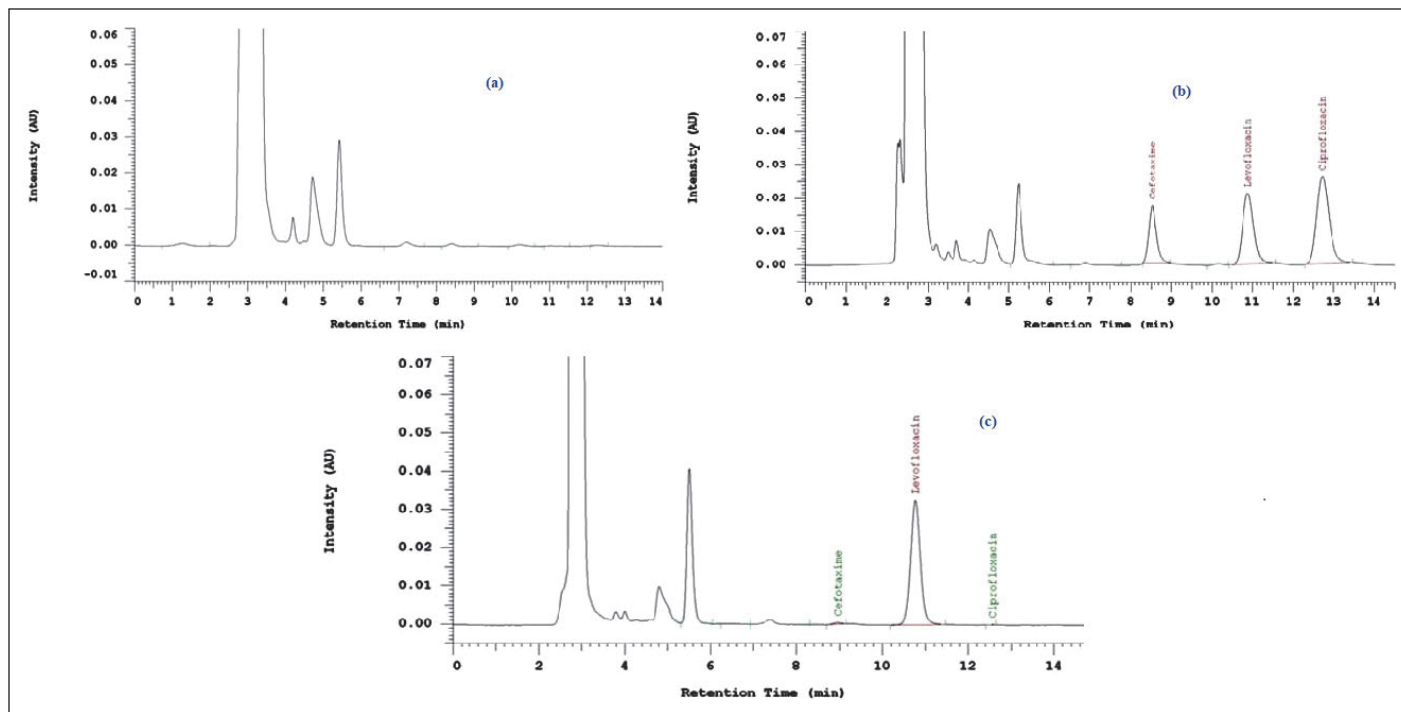 (a)
Intensity (AU)
0.06
0.05
0.04
0.03
0.02
0.01
0.00
-0.01
0 1 2 3 4 5 6 7 8 9 10 11 12 13 14
Retention Time (min)
(b)
Intensity (AU)
0.07
0.06
0.05
0.04
0.03
0.02
0.01
0.00
Cefotaxime
Levofloxacin
Ciprofloxacin
0 1 2 3 4 5 6 7 8 9 10 11 12 13 14
Retention Time (min)
(c)
Intensity (AU)
0.07
0.06
0.05
0.04
0.03
0.02
0.01
0.00
Cefotaxime
Levofloxacin
Ciprofloxacin
0 2 4 6 8 10 12 14
Retention Time (min)